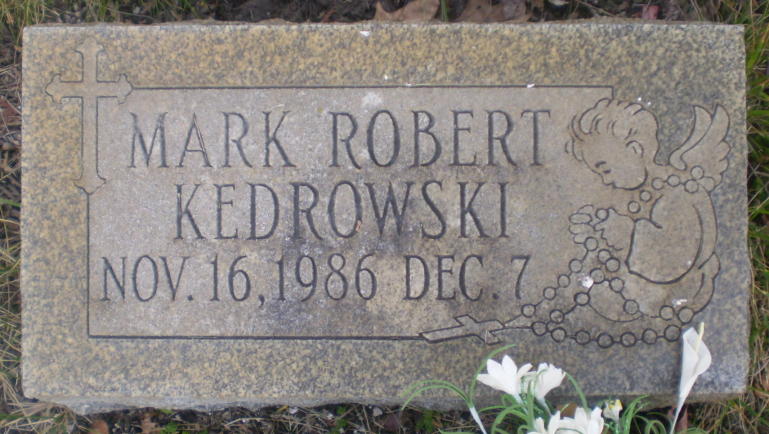 MARK ROBERT
KEDROWSKI
NOV. 16, 1986 DEC. 7